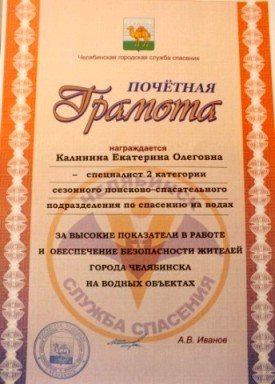 Челябинская городская служба спасения
ПОЧЁТНАЯ
Грамота
награждается
Калинина Екатерина Олеговна
– специалист 2 категории
сезонного поисково-спасательного
подразделения по спасению на водах
ЗА ВЫСОКИЕ ПОКАЗАТЕЛИ В РАБОТЕ
И ОБЕСПЕЧЕНИЕ БЕЗОПАСНОСТИ ЖИТЕЛЕЙ
ГОРОДА ЧЕЛЯБИНСКА
НА ВОДНЫХ ОБЪЕКТАХ
СЛУЖБА СПАСЕНИЯ
А.В. Иванов